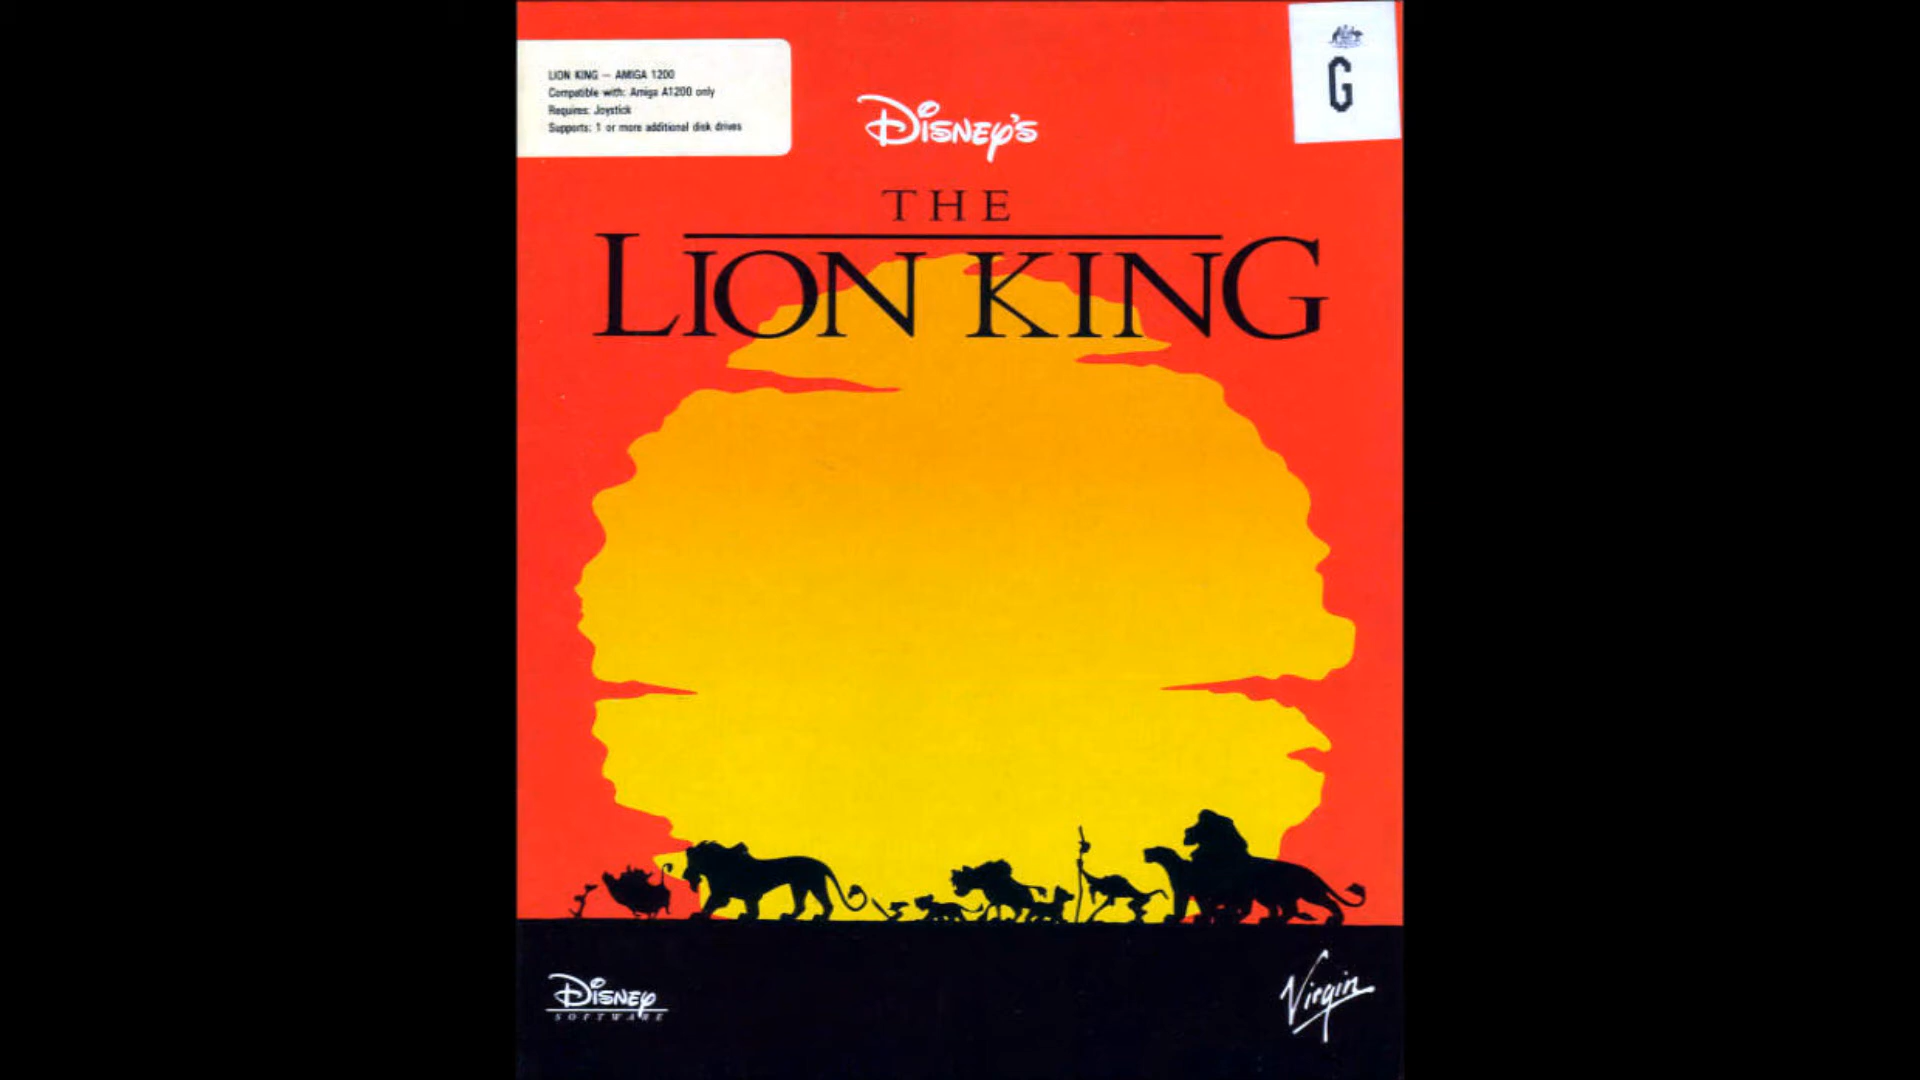 LION KING – AMIGA 1200
Compatible with: Amiga A1200 only
Requires: Joystick
Supports: 1 or more additional disk drives
G
DISNEY'S
THE
LION KING
DISNEY
SOFTWARE
Virgin